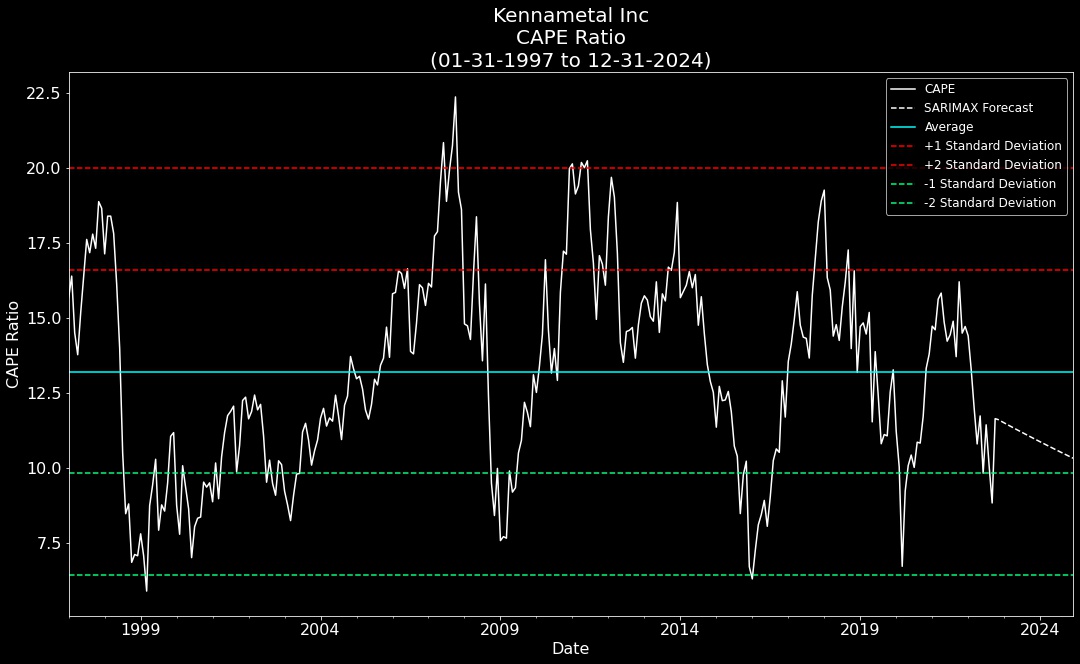 Kennametal Inc
CAPE Ratio
(01-31-1997 to 12-31-2024)
CAPE
SARIMAX Forecast
Average
+1 Standard Deviation
+2 Standard Deviation
-1 Standard Deviation
-2 Standard Deviation
CAPE Ratio
22.5
20.0
17.5
15.0
12.5
10.0
7.5
1999
2004
2009
2014
2019
2024
Date